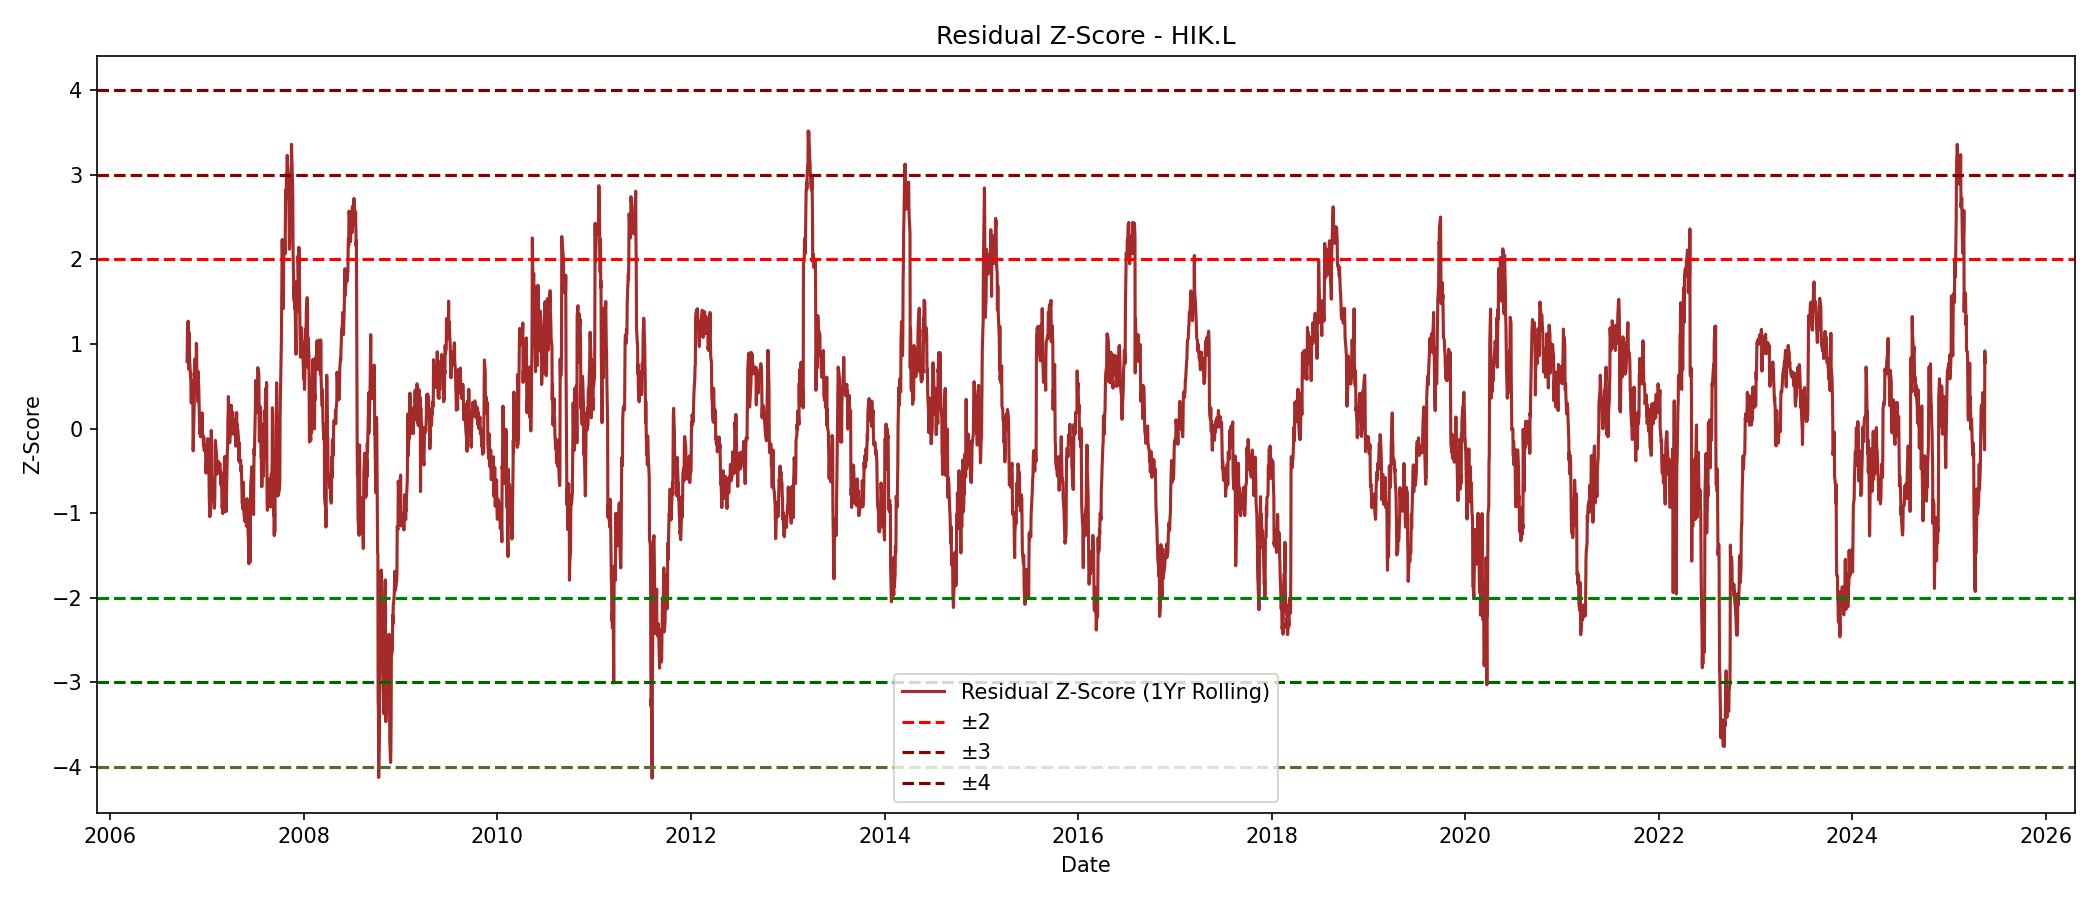 Residual Z-Score - HIK.L
Z-Score
4
3
2
1
0
−1
−2
−3
−4
Residual Z-Score (1Yr Rolling)
±2
±3
±4
2006 2008 2010 2012 2014 2016 2018 2020 2022 2024 2026
Date